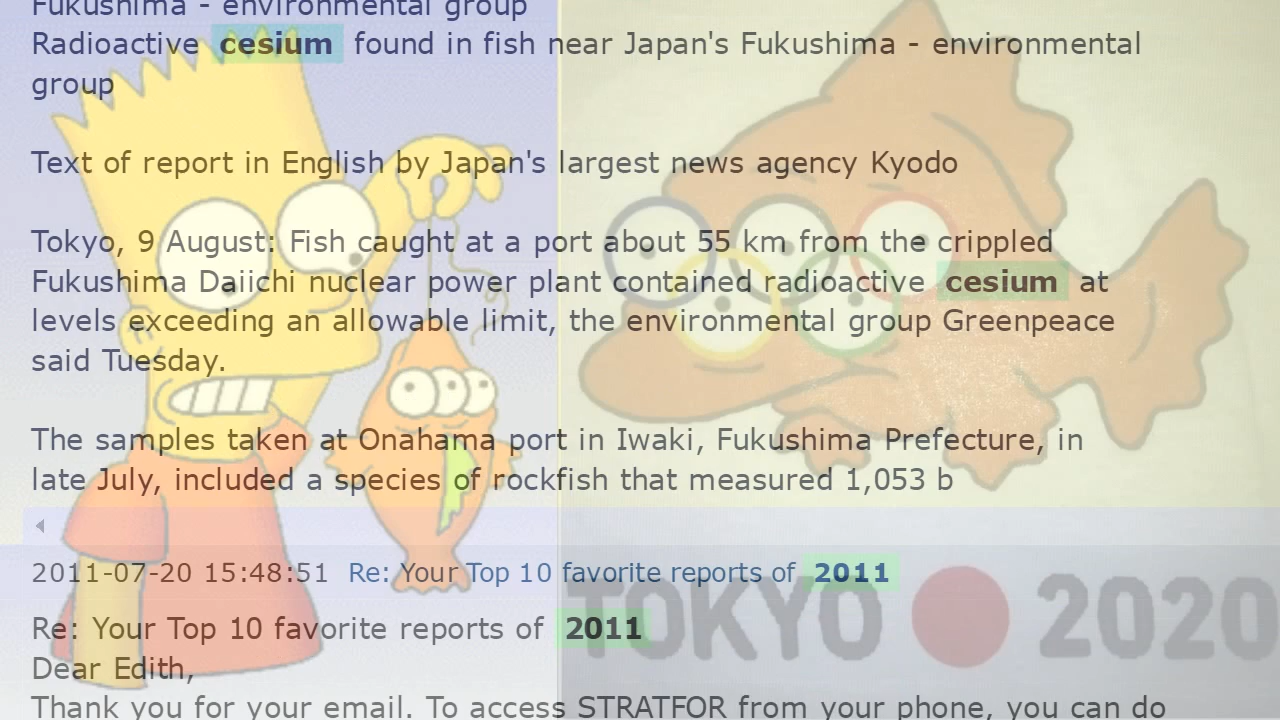 Fukushima - environmental group
Radioactive cesium found in fish near Japan's Fukushima - environmental
group
Text of report in English by Japan's largest news agency Kyodo
Tokyo, 9 August: Fish caught at a port about 55 km from the crippled
Fukushima Daiichi nuclear power plant contained radioactive cesium at
levels exceeding an allowable limit, the environmental group Greenpeace
said Tuesday.
The samples taken at Onahama port in Iwaki, Fukushima Prefecture, in
late July, included a species of rockfish that measured 1,053 b
2011-07-20 15:48:51 Re: Your Top 10 favorite reports of 2011
TOKYO 2020
Re: Your Top 10 favorite reports of 2011
Dear Edith,
Thank you for your email. To access STRATFOR from your phone, you can do